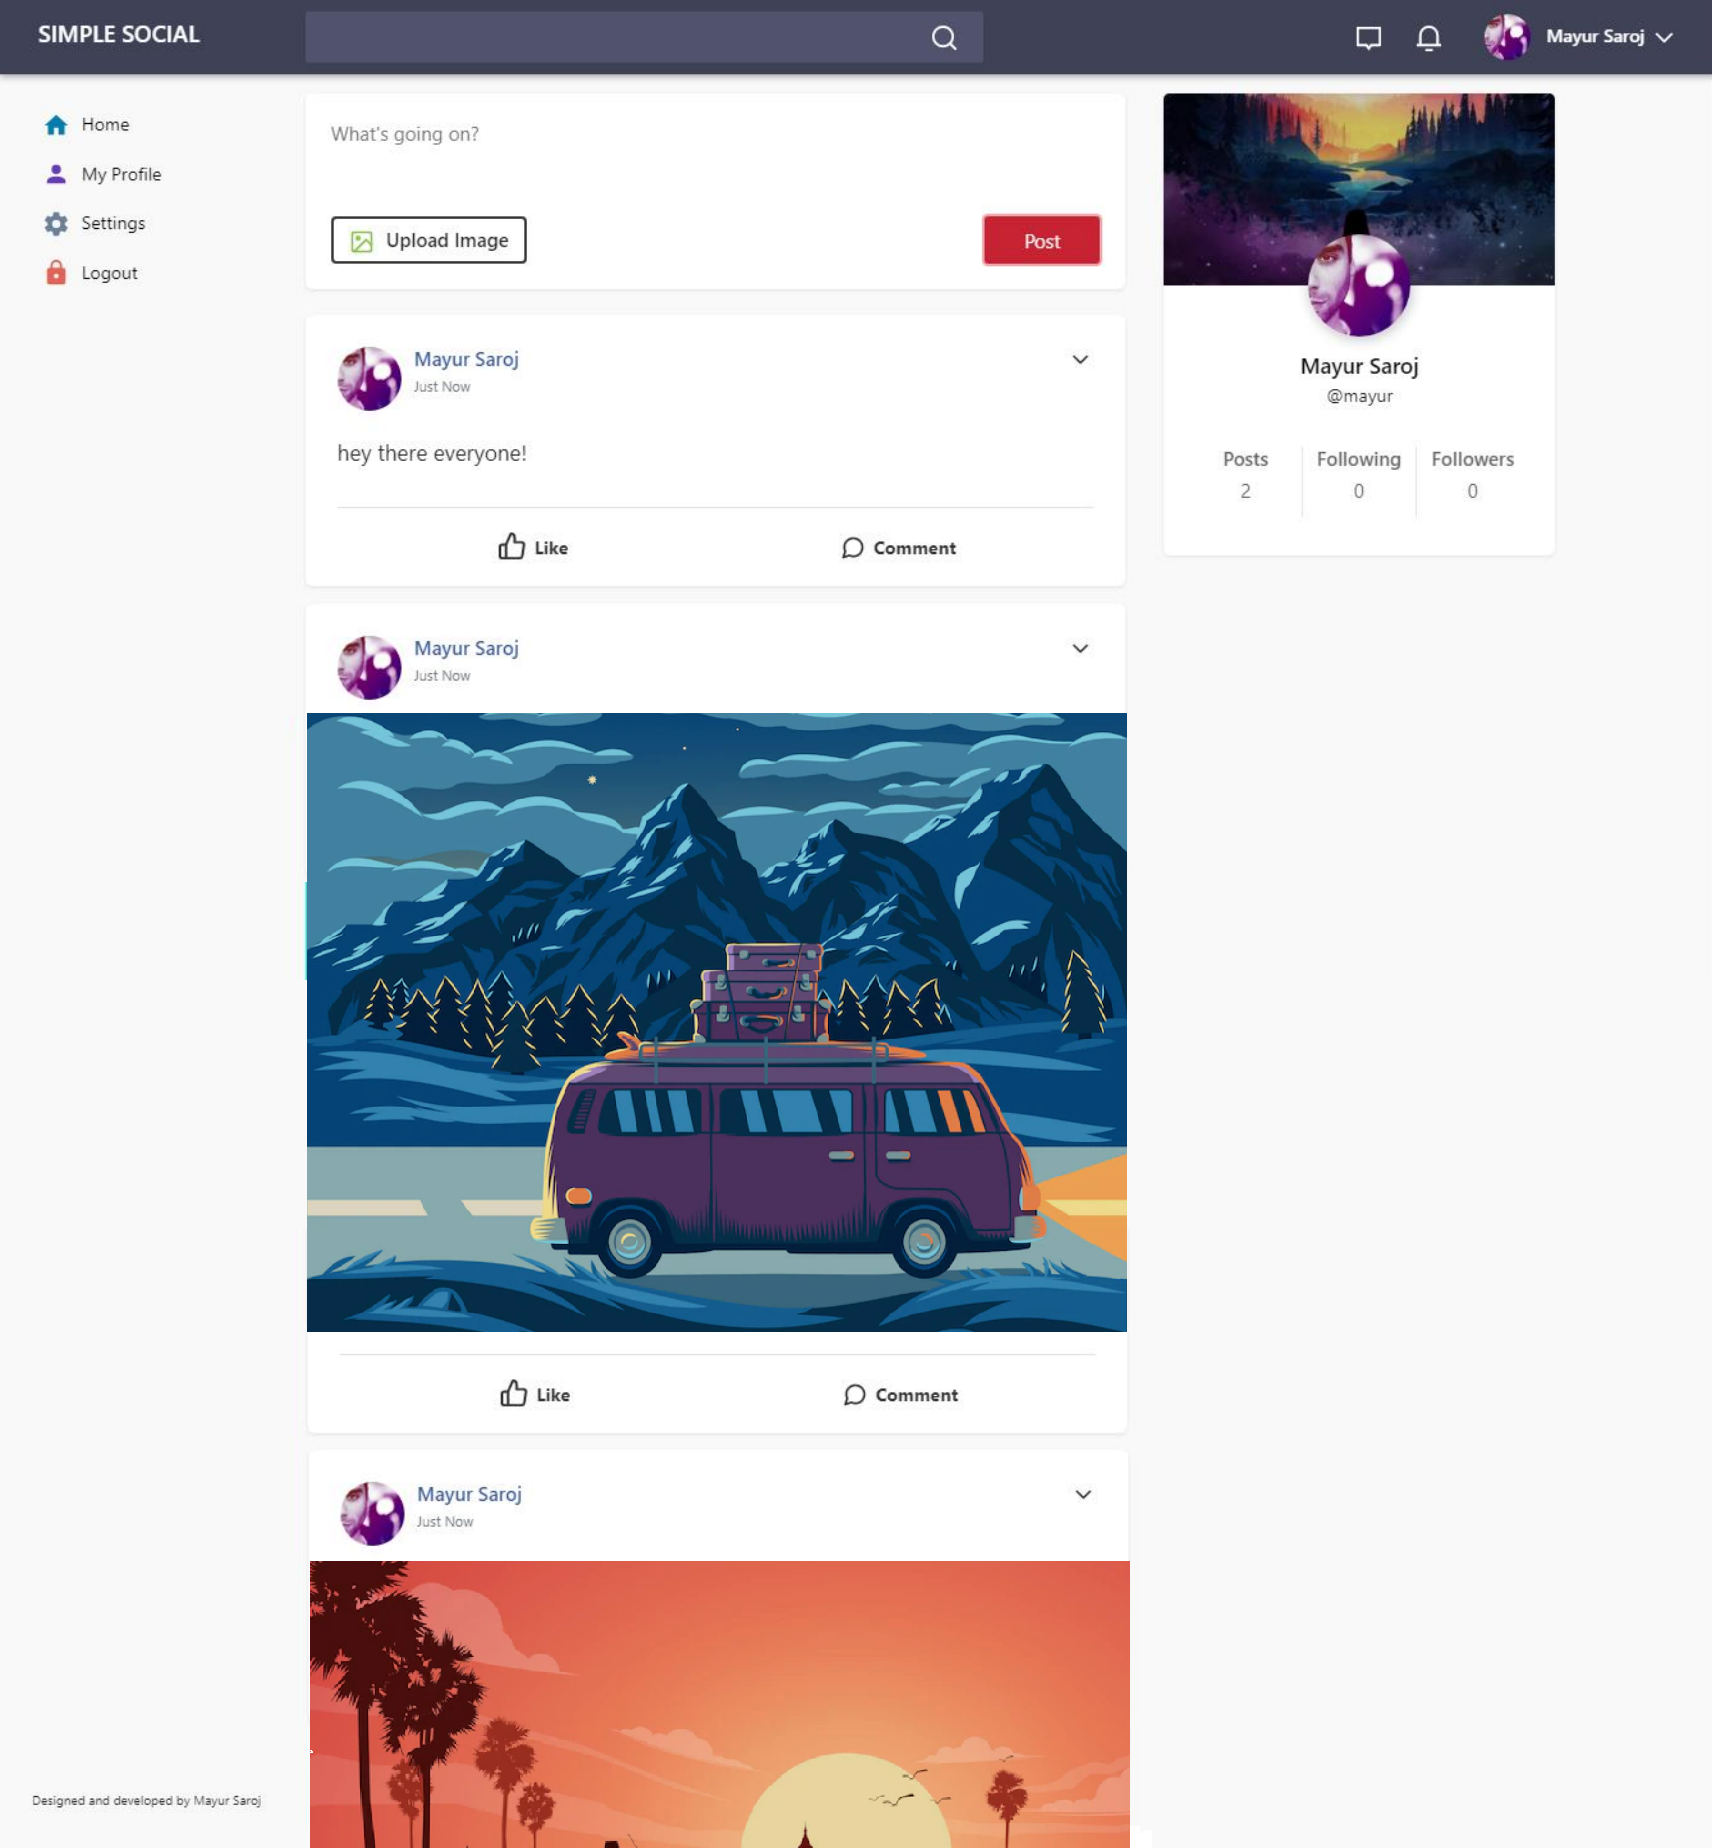 SIMPLE SOCIAL
Mayur Saroj
Home
My Profile
Settings
Logout
What's going on?
Upload Image
Post
Mayur Saroj
Just Now
hey there everyone!
Like
Comment
Mayur Saroj
Just Now
Like
Comment
Mayur Saroj
Just Now
Mayur Saroj
@mayur
Posts Following Followers
2 0 0
Designed and developed by Mayur Saroj